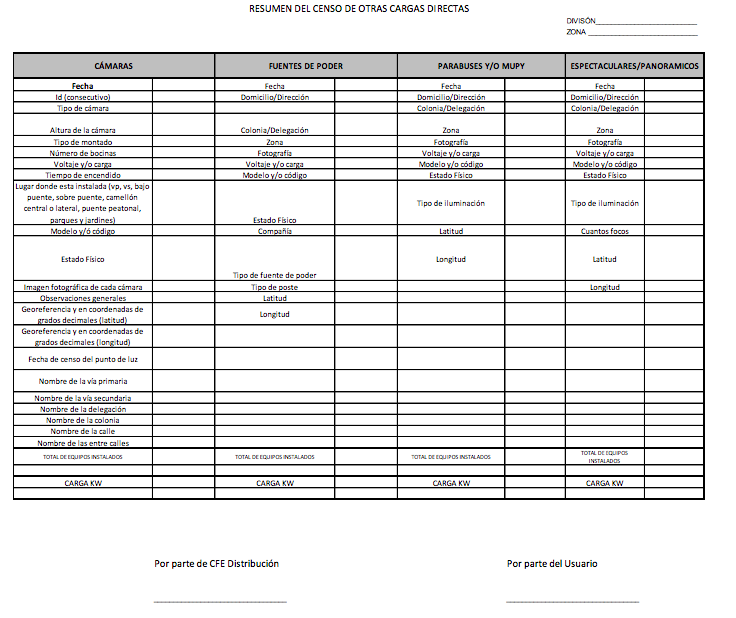 RESUMEN DEL CENSO DE OTRAS CARGAS DIRECTAS
DIVISÓN
ZONA
CÁMARAS FUENTES DE PODER PARABUSES Y/O MUPY ESPECTACULARES/PANORAMICOS
Fecha Fecha Fecha Fecha
Id (consecutivo) Domicilio/Dirección Domicilio/Dirección Domicilio/Dirección
Tipo de cámara Colonia/Delegación Colonia/Delegación
Altura de la cámara Colonia/Delegación Zona Zona
Tipo de montado Zona Fotografía Fotografía
Número de bocinas Fotografía Voltaje y/o carga Voltaje y/o carga
Voltaje y/o carga Voltaje y/o carga Modelo y/o código Modelo y/o código
Tiempo de encendido Modelo y/o código Estado Físico Estado Físico
Lugar donde esta instalada (vp, vs, bajo
puente, sobre puente, camellón
central o lateral, puente peatonal,
parques y jardines) Estado Físico Tipo de iluminación Tipo de iluminación
Modelo y/ó código Compañía Latitud Cuantos focos
Estado Físico Tipo de fuente de poder Longitud Latitud
Imagen fotográfica de cada cámara Tipo de poste Longitud
Observaciones generales Latitud
Georeferencia y en coordenadas de
grados decimales (latitud) Longitud
Georeferencia y en coordenadas de
grados decimales (longitud)
Fecha de censo del punto de luz
Nombre de la vía primaria
Nombre de la vía secundaria
Nombre de la delegación
Nombre de la colonia
Nombre de la calle
Nombre de las entre calles
TOTAL DE EQUIPOS INSTALADOS TOTAL DE EQUIPOS INSTALADOS TOTAL DE EQUIPOS INSTALADOS TOTAL DE EQUIPOS
INSTALADOS
CARGA KW CARGA KW CARGA KW CARGA KW
Por parte de CFE Distribución Por parte del Usuario